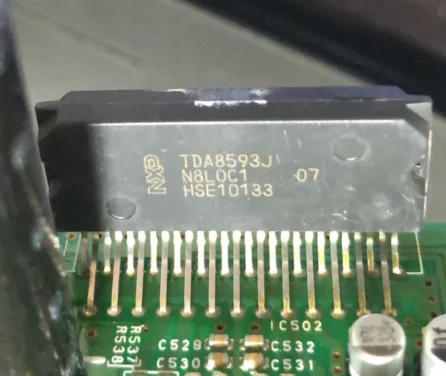 NXP
TDA8593J
N8L0C1 07
HSE10133
IC502
R537
R538
C529
C532
C530
C531